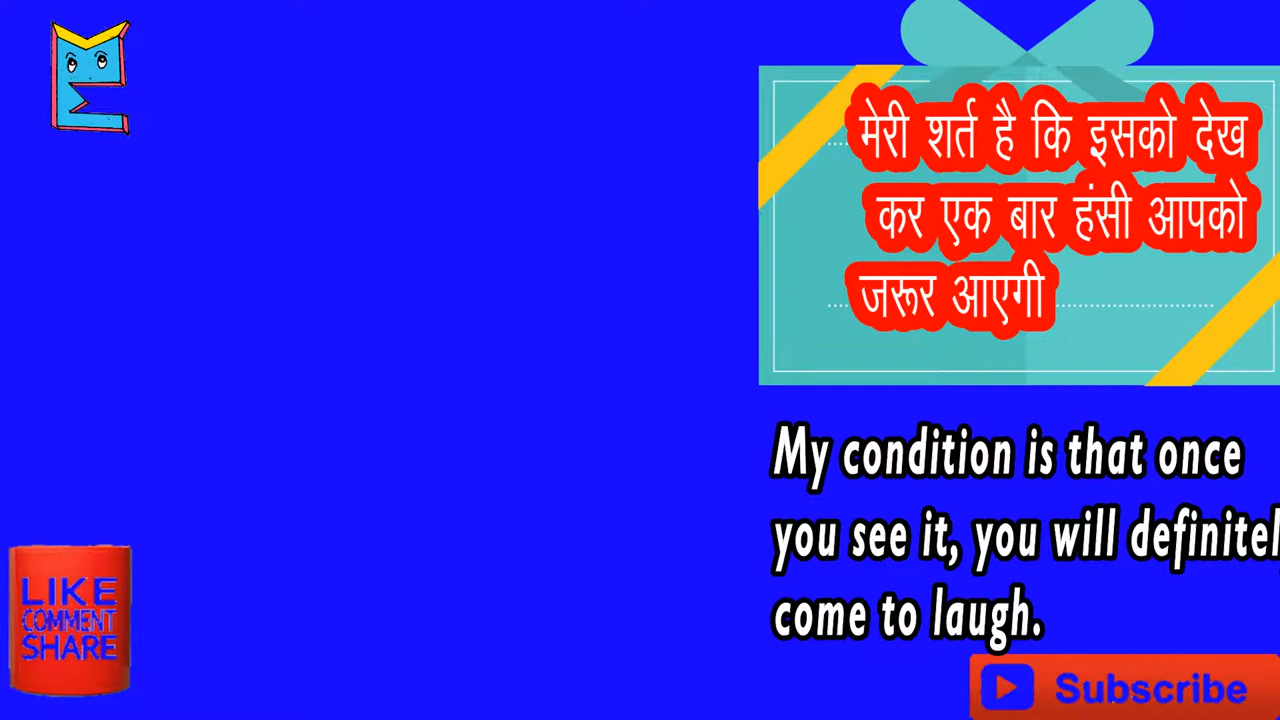 मेरी शर्त है कि इसको देख
कर एक बार हंसी आपको
जरूर आएगी
My condition is that once
you see it, you will definitel
come to laugh.
LIKE
COMMENT
SHARE
Subscribe